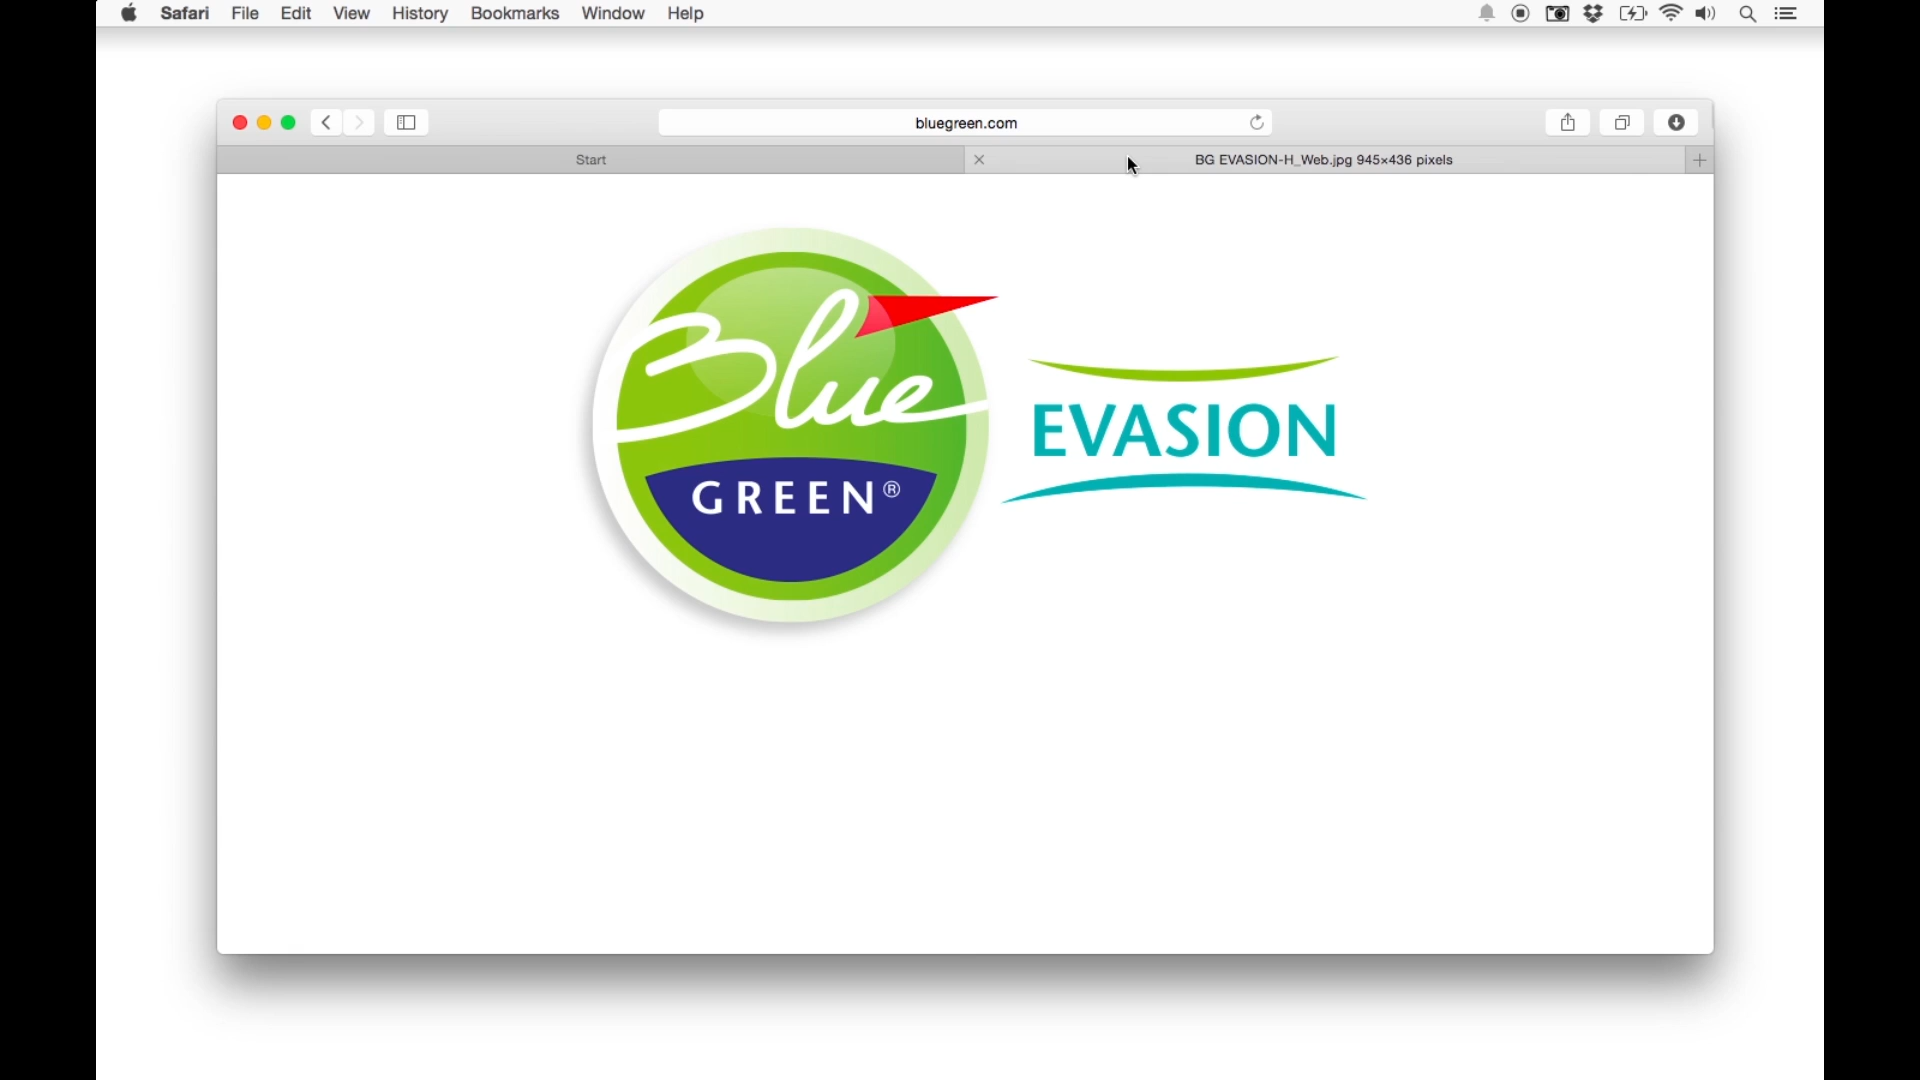 Safari File Edit View History Bookmarks Window Help
bluegreen.com
Start
BG EVASION-H_Web.jpg 945×436 pixels
Blue
GREEN®
EVASION